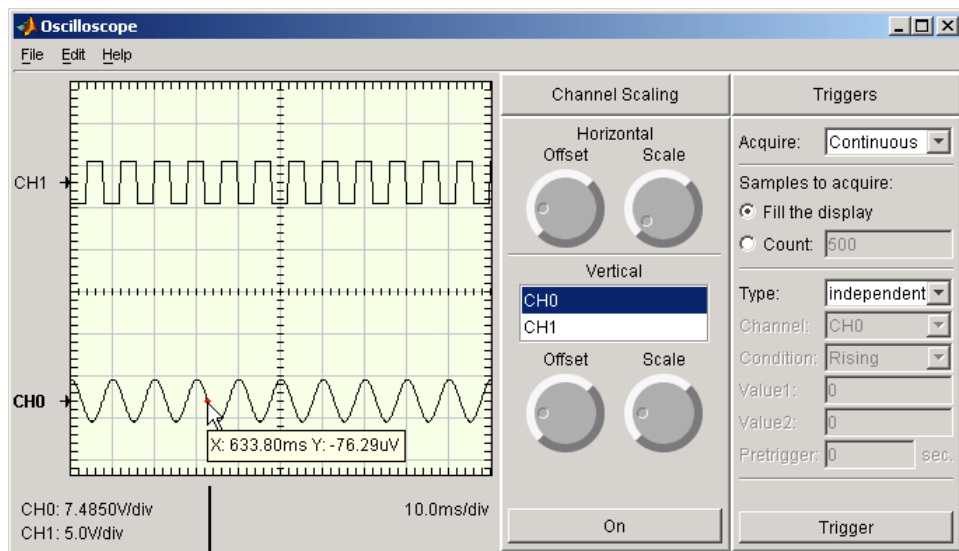 Oscilloscope
File Edit Help
CH1
CH0
X: 633.80ms Y: -76.29uV
CH0: 7.4850V/div
CH1: 5.0V/div
10.0ms/div
Channel Scaling
Horizontal
Offset Scale
Vertical
CH0
CH1
Offset Scale
On
Triggers
Acquire: Continuous
Samples to acquire:
Fill the display
Count: 500
Type: independent
Channel: CH0
Condition: Rising
Value1: 0
Value2: 0
Pretrigger: 0 sec.
Trigger